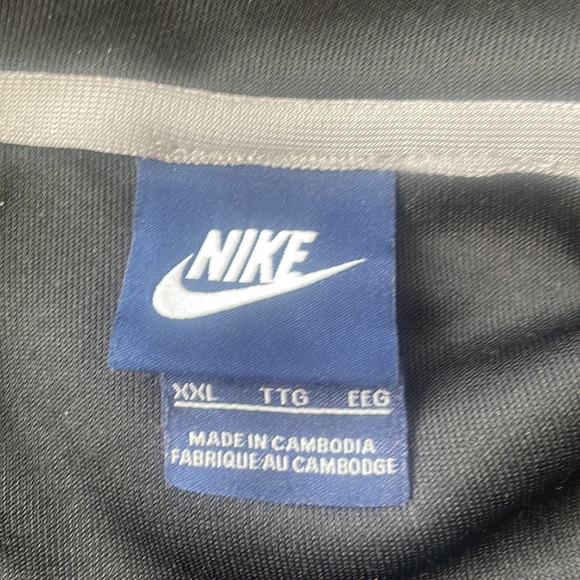 NIKE
XXL TTG EEG
MADE IN CAMBODIA
FABRIQUE AU CAMBODGE